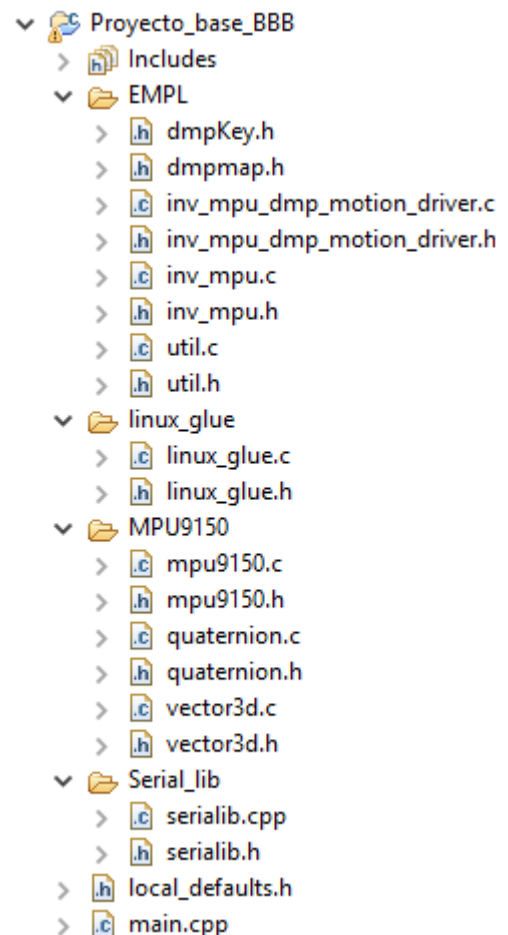 Proyecto_base_BBB
Includes
EMPL
dmpKey.h
dmpmap.h
inv_mpu_dmp_motion_driver.c
inv_mpu_dmp_motion_driver.h
inv_mpu.c
inv_mpu.h
util.c
util.h
linux_glue
linux_glue.c
linux_glue.h
MPU9150
mpu9150.c
mpu9150.h
quaternion.c
quaternion.h
vector3d.c
vector3d.h
Serial_lib
serialib.cpp
serialib.h
local_defaults.h
main.cpp